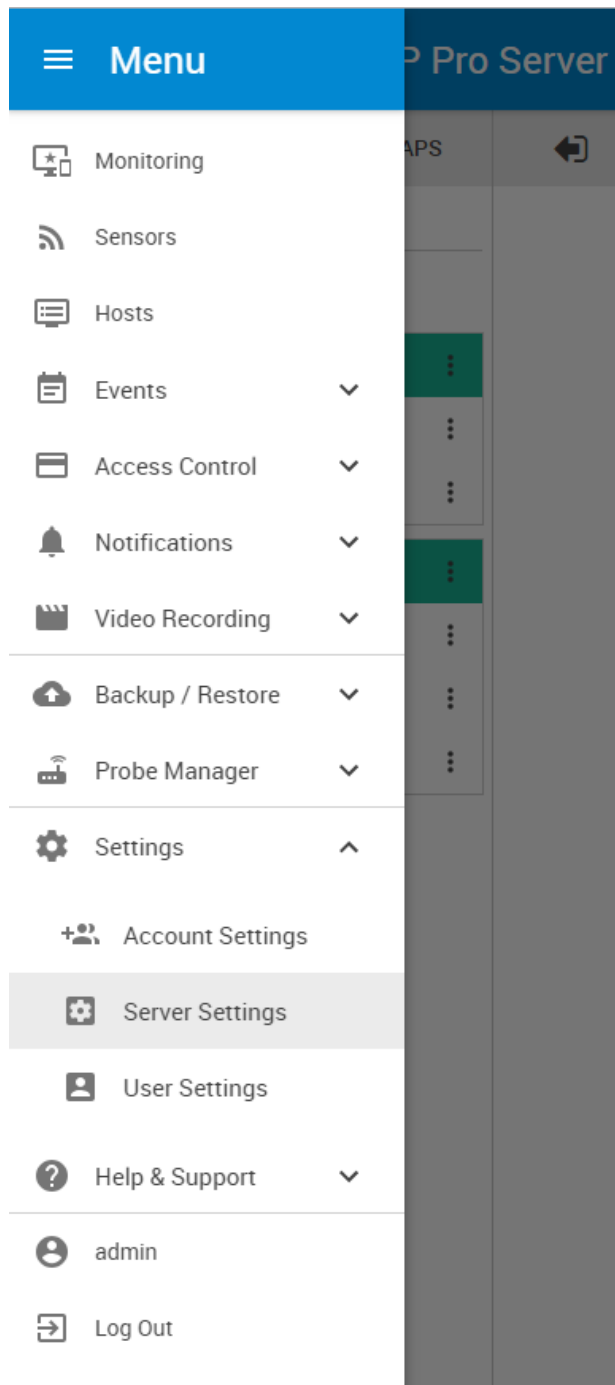 Menu
P Pro Server
APS
Monitoring
Sensors
Hosts
Events
Access Control
Notifications
Video Recording
Backup / Restore
Probe Manager
Settings
Account Settings
Server Settings
User Settings
Help & Support
admin
Log Out